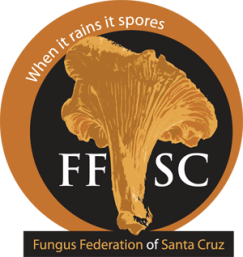 When it rains it spores
FF SC
Fungus Federation of Santa Cruz